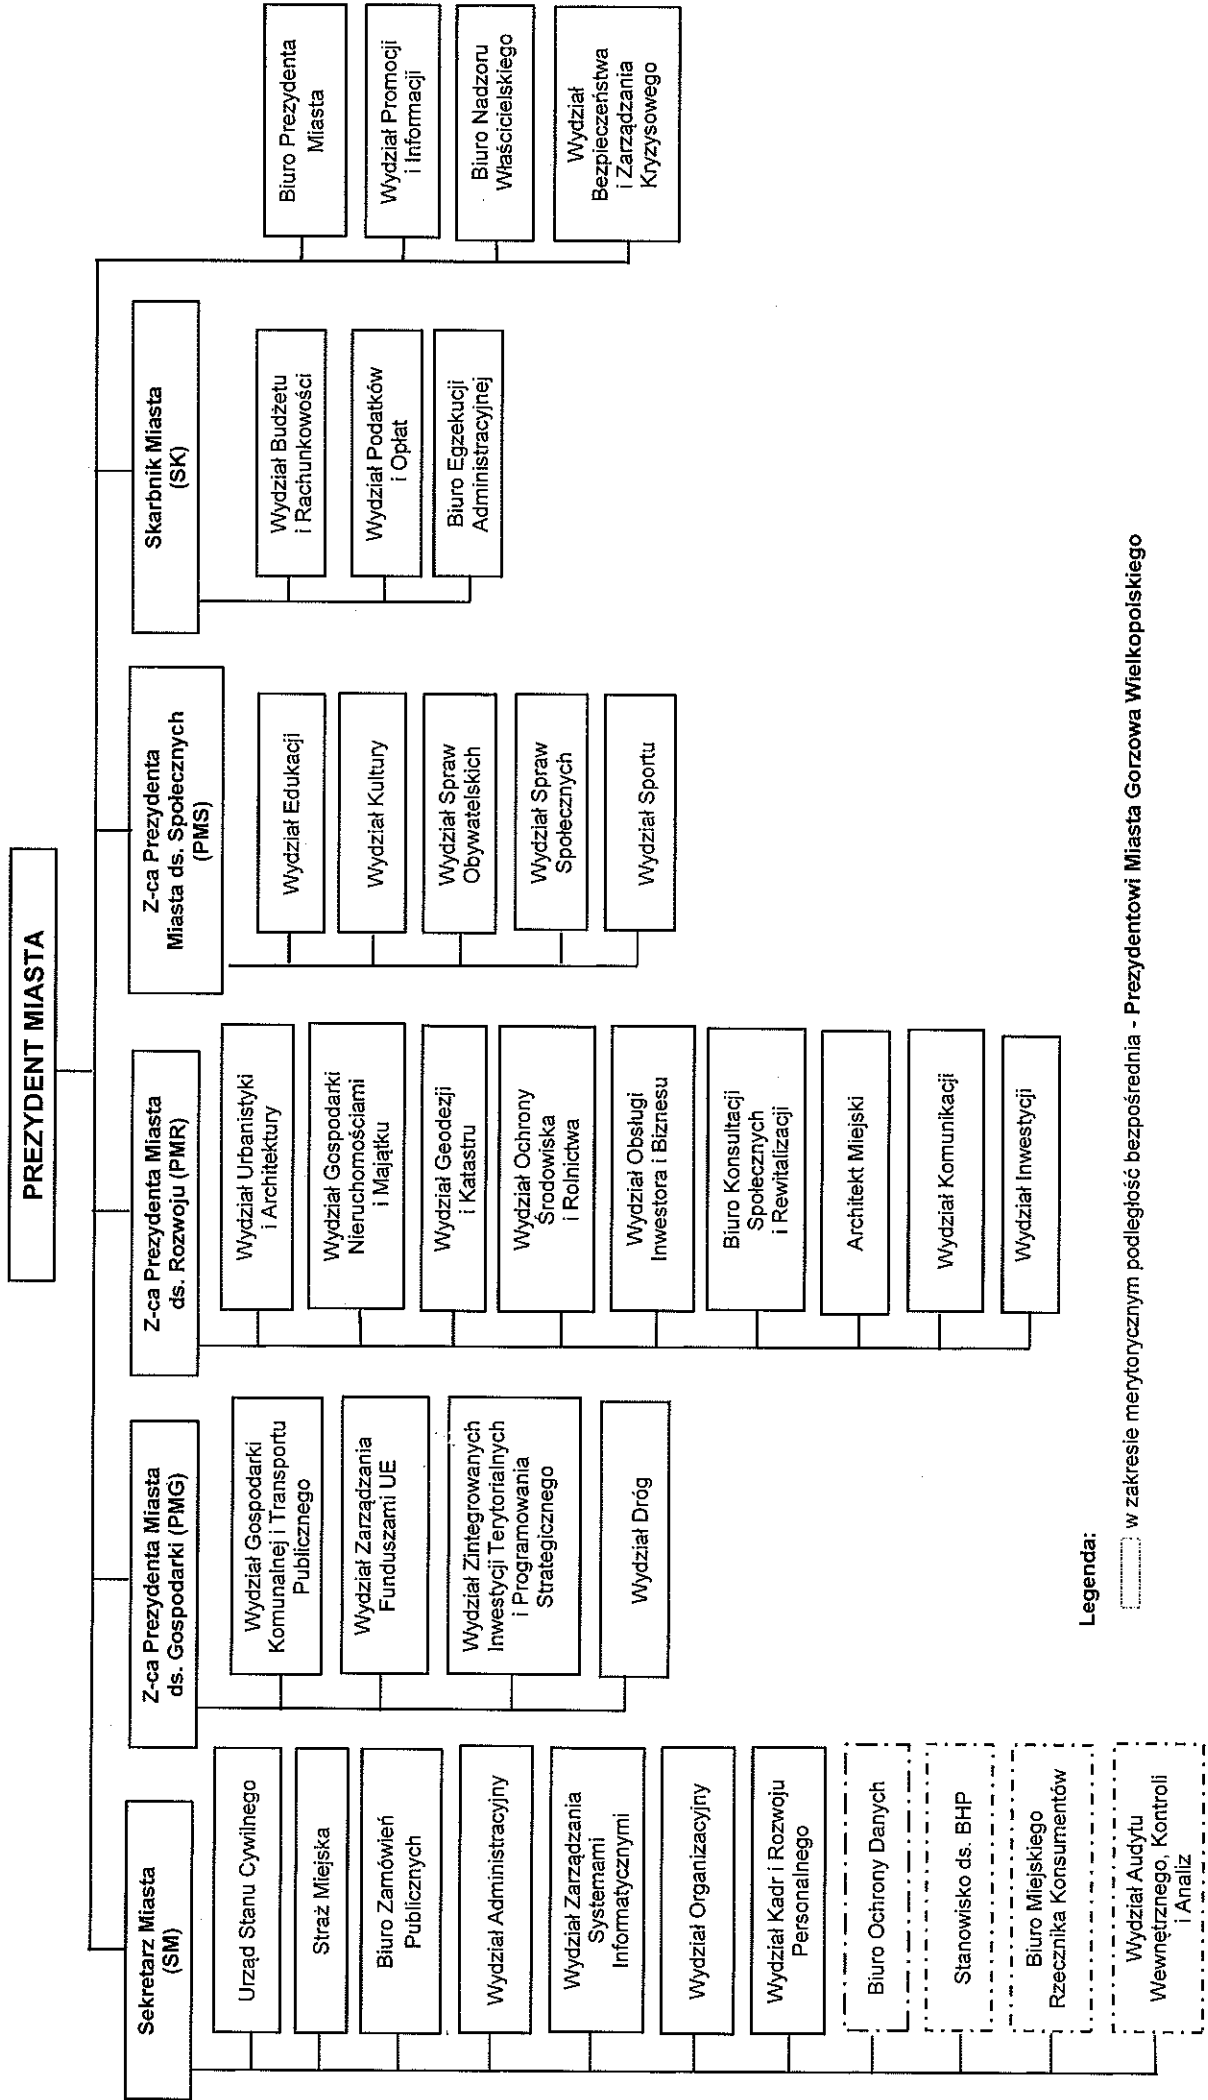 PREZYDENT MIASTA
Sekretarz Miasta
(SM)
Urząd Stanu Cywilnego
Straż Miejska
Biuro Zamówień
Publicznych
Wydział Administracyjny
Wydział Zarządzania
Systemami
Informatycznymi
Wydział Organizacyjny
Wydział Kadr i Rozwoju
Personalnego
Biuro Ochrony Danych
Stanowisko ds. BHP
Biuro Miejskiego
Rzecznika Konsumentów
Wydział Audytu
Wewnętrznego, Kontroli
i Analiz
Z-ca Prezydenta Miasta
ds. Gospodarki (PMG)
Wydział Gospodarki
Komunalnej i Transportu
Publicznego
Wydział Zarządzania
Funduszami UE
Wydział Zintegrowanych
Inwestycji Terytorialnych
i Programowania
Strategicznego
Wydział Dróg
Z-ca Prezydenta Miasta
ds. Rozwoju (PMR)
Wydział Urbanistyki
i Architektury
Wydział Gospodarki
Nieruchomościami
i Majątku
Wydział Geodezji
i Katastru
Wydział Ochrony
Środowiska
i Rolnictwa
Wydział Obsługi
Inwestora i Biznesu
Biuro Konsultacji
Społecznych
i Rewitalizacji
Architekt Miejski
Wydział Komunikacji
Wydział Inwestycji
Z-ca Prezydenta
Miasta ds. Społecznych
(PMS)
Wydział Edukacji
Wydział Kultury
Wydział Spraw
Obywatelskich
Wydział Spraw
Społecznych
Wydział Sportu
Skarbnik Miasta
(SK)
Wydział Budżetu
i Rachunkowości
Wydział Podatków
i Opłat
Biuro Egzekucji
Administracyjnej
Biuro Prezydenta
Miasta
Wydział Promocji
i Informacji
Biuro Nadzoru
Właścicielskiego
Wydział
Bezpieczeństwa
i Zarządzania
Kryzysowego
Legenda:
w zakresie merytorycznym podległość bezpośrednia - Prezydentowi Miasta Gorzowa Wielkopolskiego